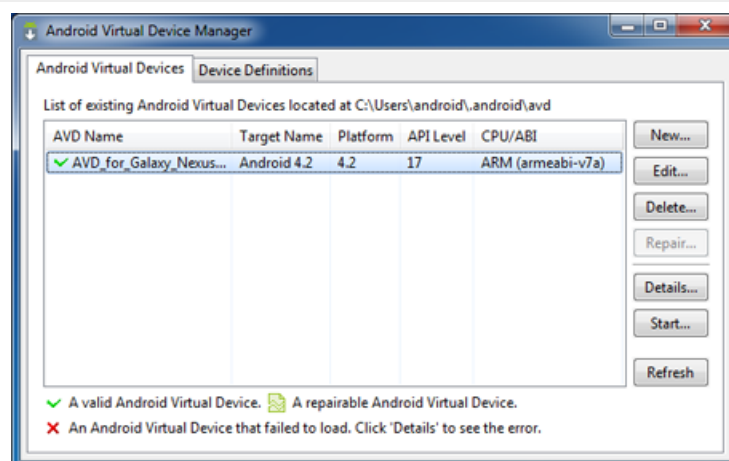 Android Virtual Device Manager
Android Virtual Devices
Device Definitions
List of existing Android Virtual Devices located at C:\Users\android\.android\avd
AVD Name Target Name Platform API Level CPU/ABI
AVD_for_Galaxy_Nexus... Android 4.2 4.2 17 ARM (armeabi-v7a)
New...
Edit...
Delete...
Repair...
Details...
Start...
Refresh
A valid Android Virtual Device. A repairable Android Virtual Device.
An Android Virtual Device that failed to load. Click 'Details' to see the error.